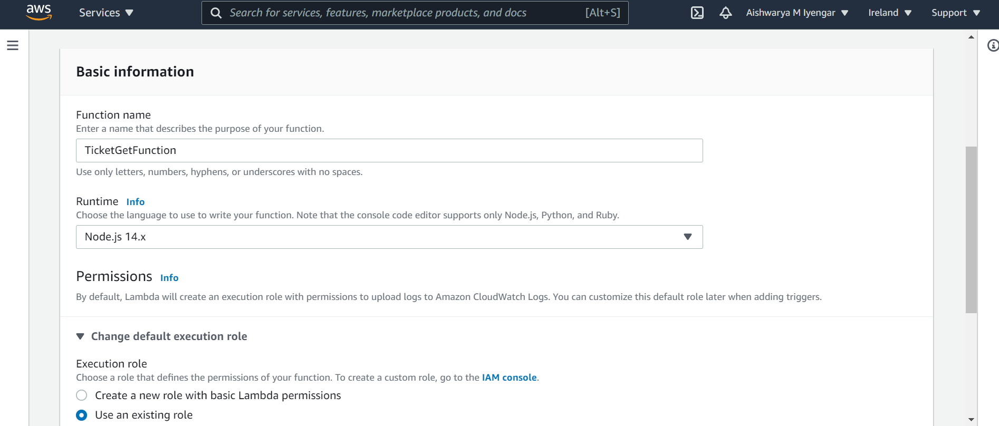 aws Services Search for services, features, marketplace products, and docs [Alt+S] Aishwarya M Iyengar Ireland Support
Basic information
Function name
Enter a name that describes the purpose of your function.
TicketGetFunction
Use only letters, numbers, hyphens, or underscores with no spaces.
Runtime Info
Choose the language to use to write your function. Note that the console code editor supports only Node.js, Python, and Ruby.
Node.js 14.x
Permissions Info
By default, Lambda will create an execution role with permissions to upload logs to Amazon CloudWatch Logs. You can customize this default role later when adding triggers.
Change default execution role
Execution role
Choose a role that defines the permissions of your function. To create a custom role, go to the IAM console.
Create a new role with basic Lambda permissions
Use an existing role